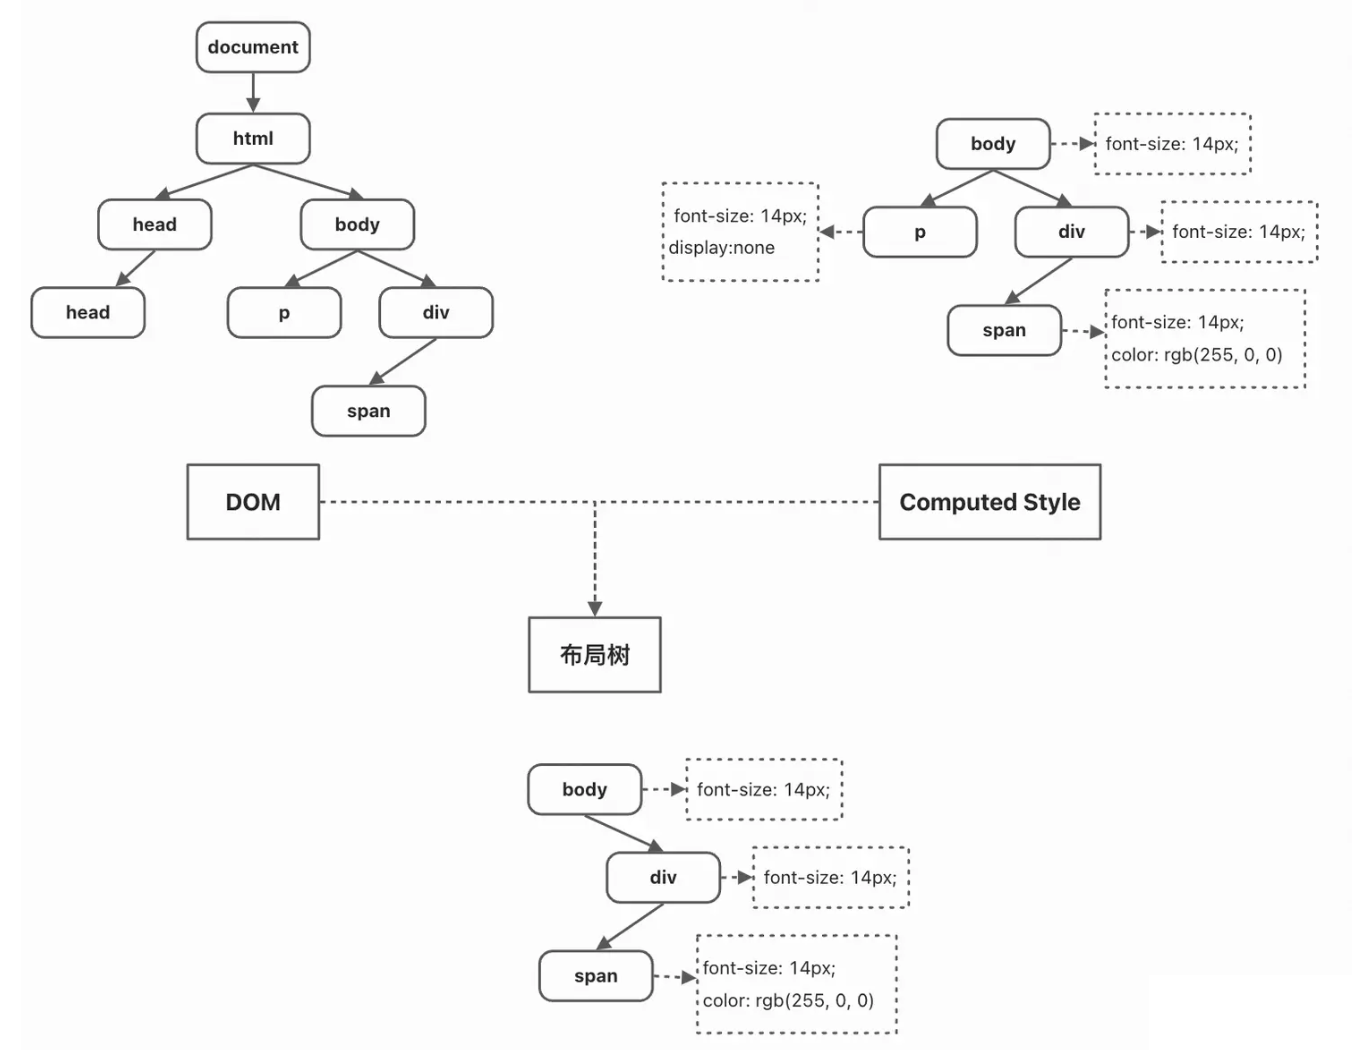 document
html
head
body
head
p
div
span
body
font-size: 14px;
font-size: 14px;
display:none
p
div
font-size: 14px;
span
font-size: 14px;
color: rgb(255, 0, 0)
DOM
Computed Style
布局树
body
font-size: 14px;
div
font-size: 14px;
span
font-size: 14px;
color: rgb(255, 0, 0)